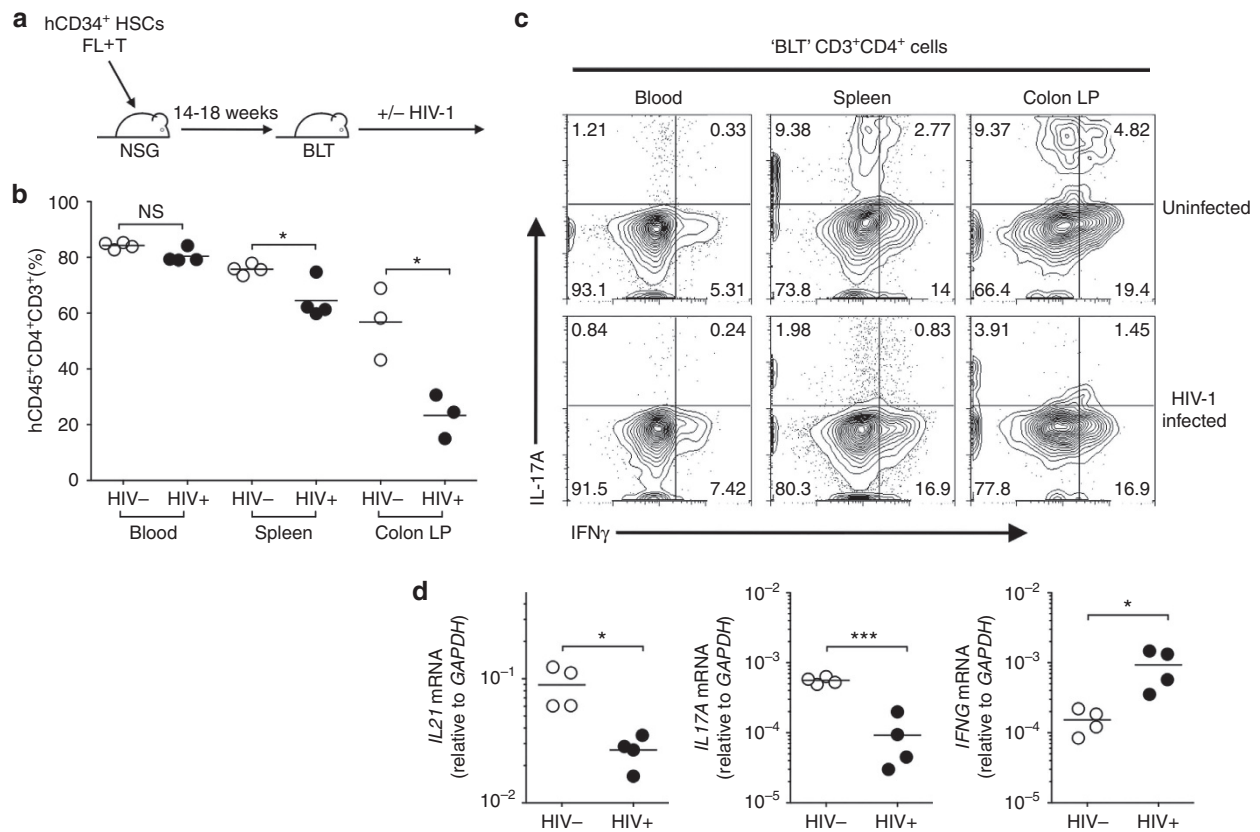 a
hCD34+ HSCs
FL+T
14-18 weeks
+/– HIV-1
NSG
BLT
b
hCD45+CD4+CD3+(%)
100
80
60
40
20
0
NS
*
*
HIV– HIV+ HIV– HIV+ HIV– HIV+
Blood Spleen Colon LP
c
'BLT' CD3+CD4+ cells
Blood Spleen Colon LP
1.21 0.33 9.38 2.77 9.37 4.82
Uninfected
93.1 5.31 73.8 14 66.4 19.4
0.84 0.24 1.98 0.83 3.91 1.45
HIV-1
infected
91.5 7.42 80.3 16.9 77.8 16.9
IL-17A
IFNγ
d
IL21 mRNA
(relative to GAPDH)
10–1
10–2
*
HIV– HIV+
IL17A mRNA
(relative to GAPDH)
10–2
10–3
10–4
10–5
***
HIV– HIV+
IFNG mRNA
(relative to GAPDH)
10–2
10–3
10–4
10–5
*
HIV– HIV+